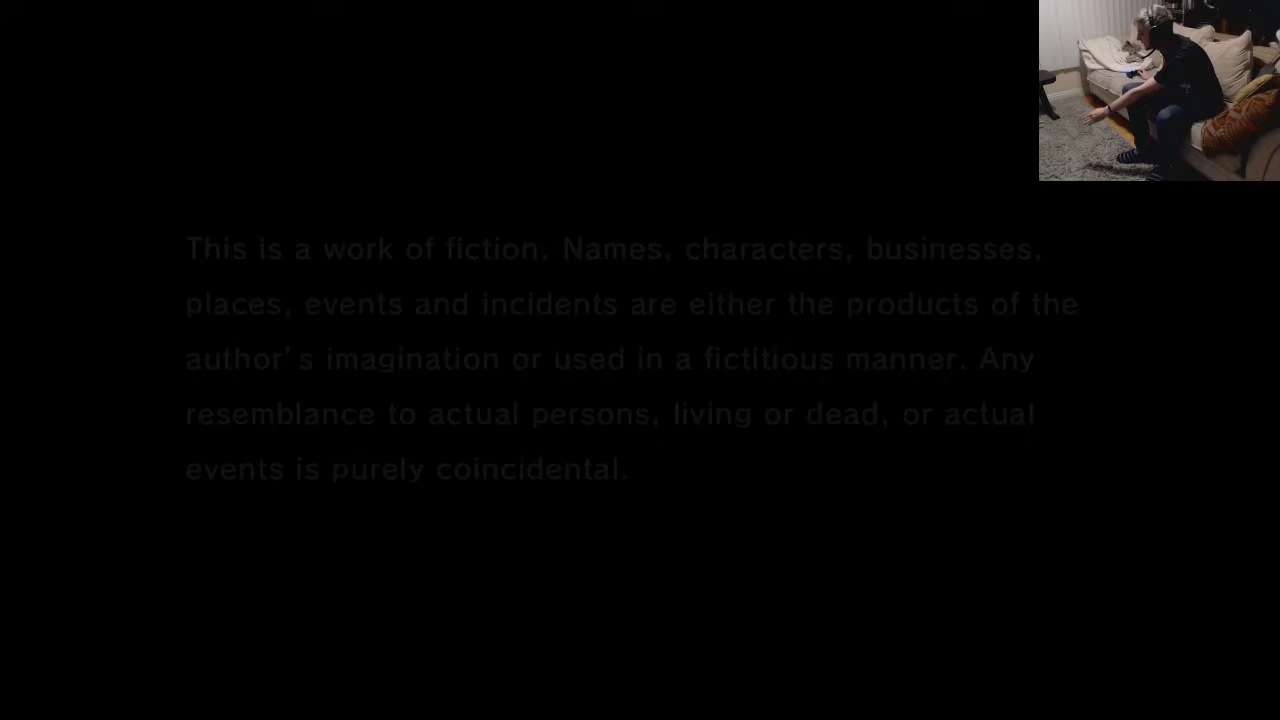 This is a work of fiction. Names, characters, businesses,
places, events and incidents are either the products of the
author's imagination or used in a fictitious manner. Any
resemblance to actual persons, living or dead, or actual
events is purely coincidental.